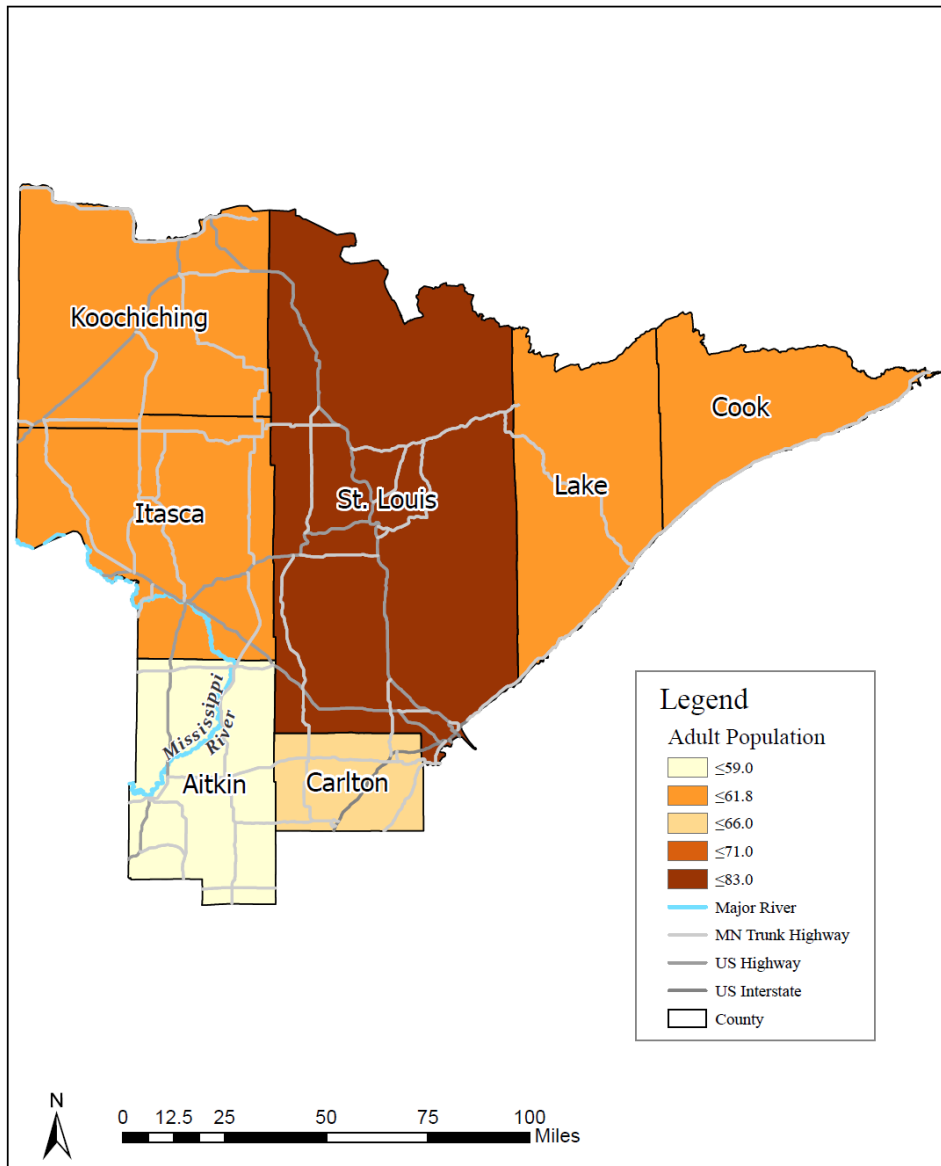 Koochiching
Cook
Lake
St. Louis
Itasca
Mississippi
River
Aitkin
Carlton
Legend
Adult Population
≤59.0
≤61.8
≤66.0
≤71.0
≤83.0
Major River
MN Trunk Highway
US Highway
US Interstate
County
N
0 12.5 25 50 75 100
Miles